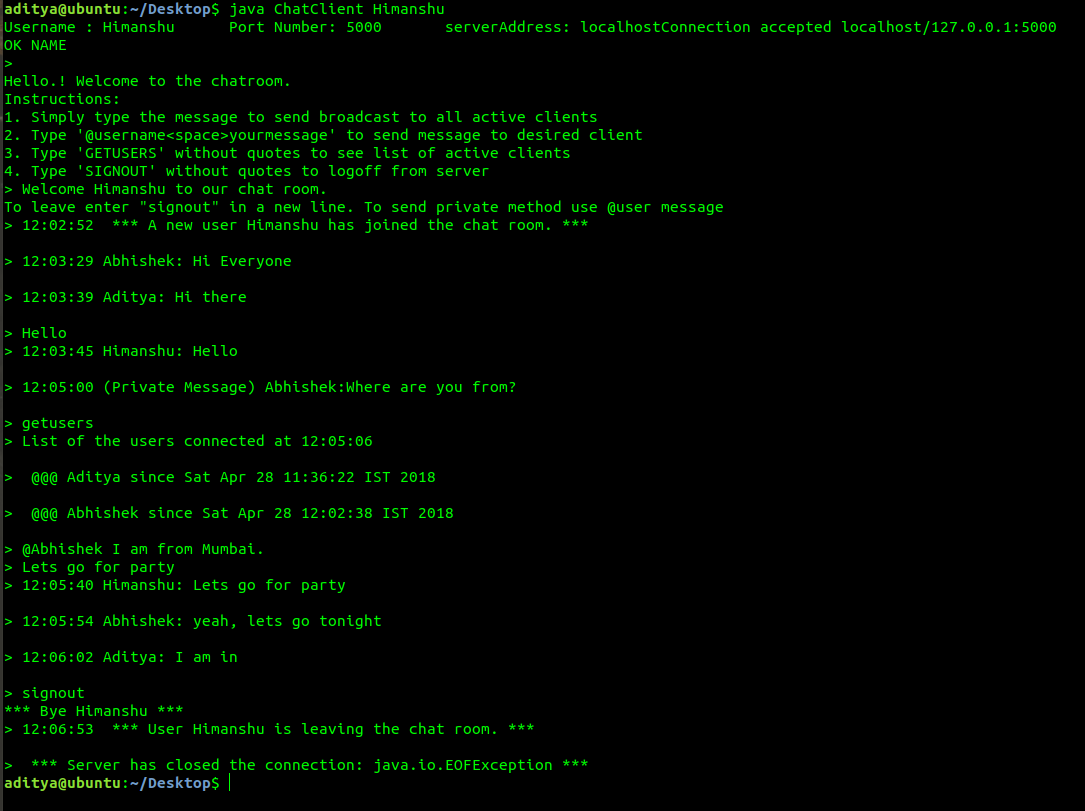 aditya@ubuntu:~/Desktop$ java ChatClient Himanshu
Username : Himanshu      Port Number: 5000       serverAddress: localhostConnection accepted localhost/127.0.0.1:5000
OK NAME
>
Hello.! Welcome to the chatroom.
Instructions:
1. Simply type the message to send broadcast to all active clients
2. Type '@username<space>yourmessage' to send message to desired client
3. Type 'GETUSERS' without quotes to see list of active clients
4. Type 'SIGNOUT' without quotes to logoff from server
> Welcome Himanshu to our chat room.
To leave enter "signout" in a new line. To send private method use @user message
> 12:02:52  *** A new user Himanshu has joined the chat room. ***
> 12:03:29 Abhishek: Hi Everyone
> 12:03:39 Aditya: Hi there
> Hello
> 12:03:45 Himanshu: Hello
> 12:05:00 (Private Message) Abhishek:Where are you from?
> getusers
> List of the users connected at 12:05:06
>  @@@ Aditya since Sat Apr 28 11:36:22 IST 2018
>  @@@ Abhishek since Sat Apr 28 12:02:38 IST 2018
> @Abhishek I am from Mumbai.
> Lets go for party
> 12:05:40 Himanshu: Lets go for party
> 12:05:54 Abhishek: yeah, lets go tonight
> 12:06:02 Aditya: I am in
> signout
*** Bye Himanshu ***
> 12:06:53  *** User Himanshu is leaving the chat room. ***
>  *** Server has closed the connection: java.io.EOFException ***
aditya@ubuntu:~/Desktop$